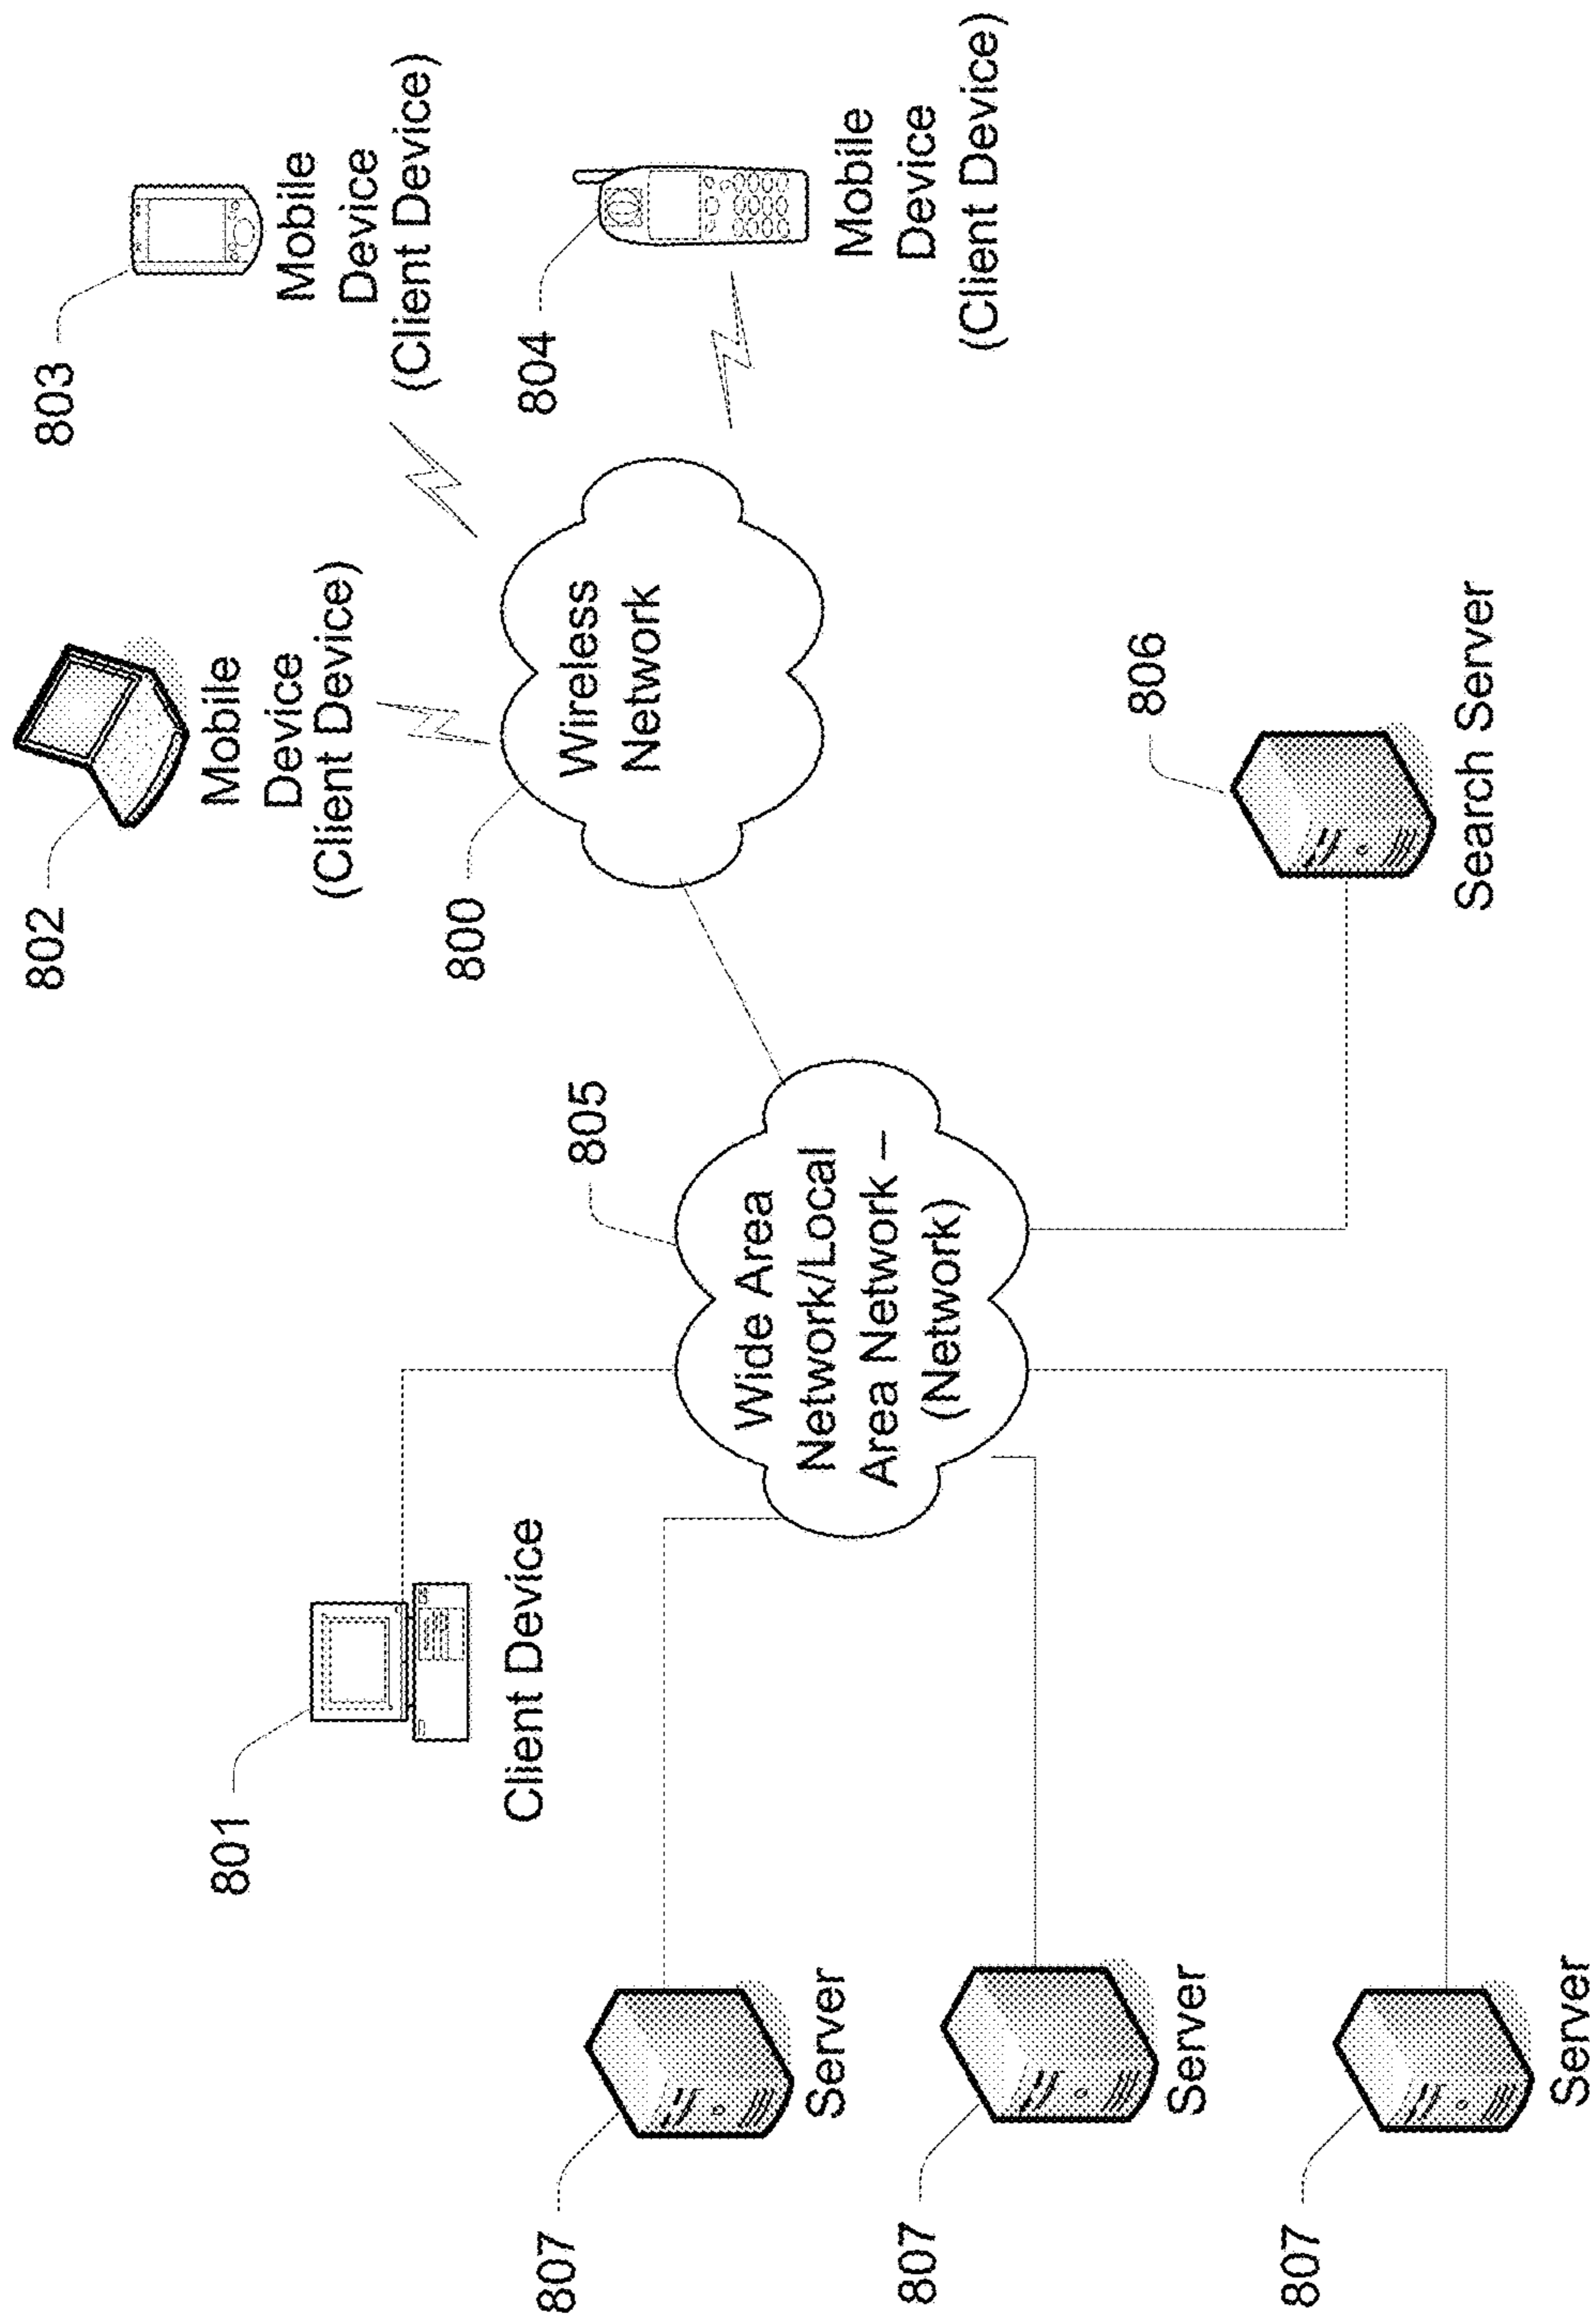 802
Mobile
Device
(Client Device)
803
Mobile
Device
(Client Device)
801
Client Device
800
Wireless
Network
804
Mobile
Device
(Client Device)
805
Wide Area
Network/Local
Area Network –
(Network)
807
Server
807
Server
807
Server
806
Search Server